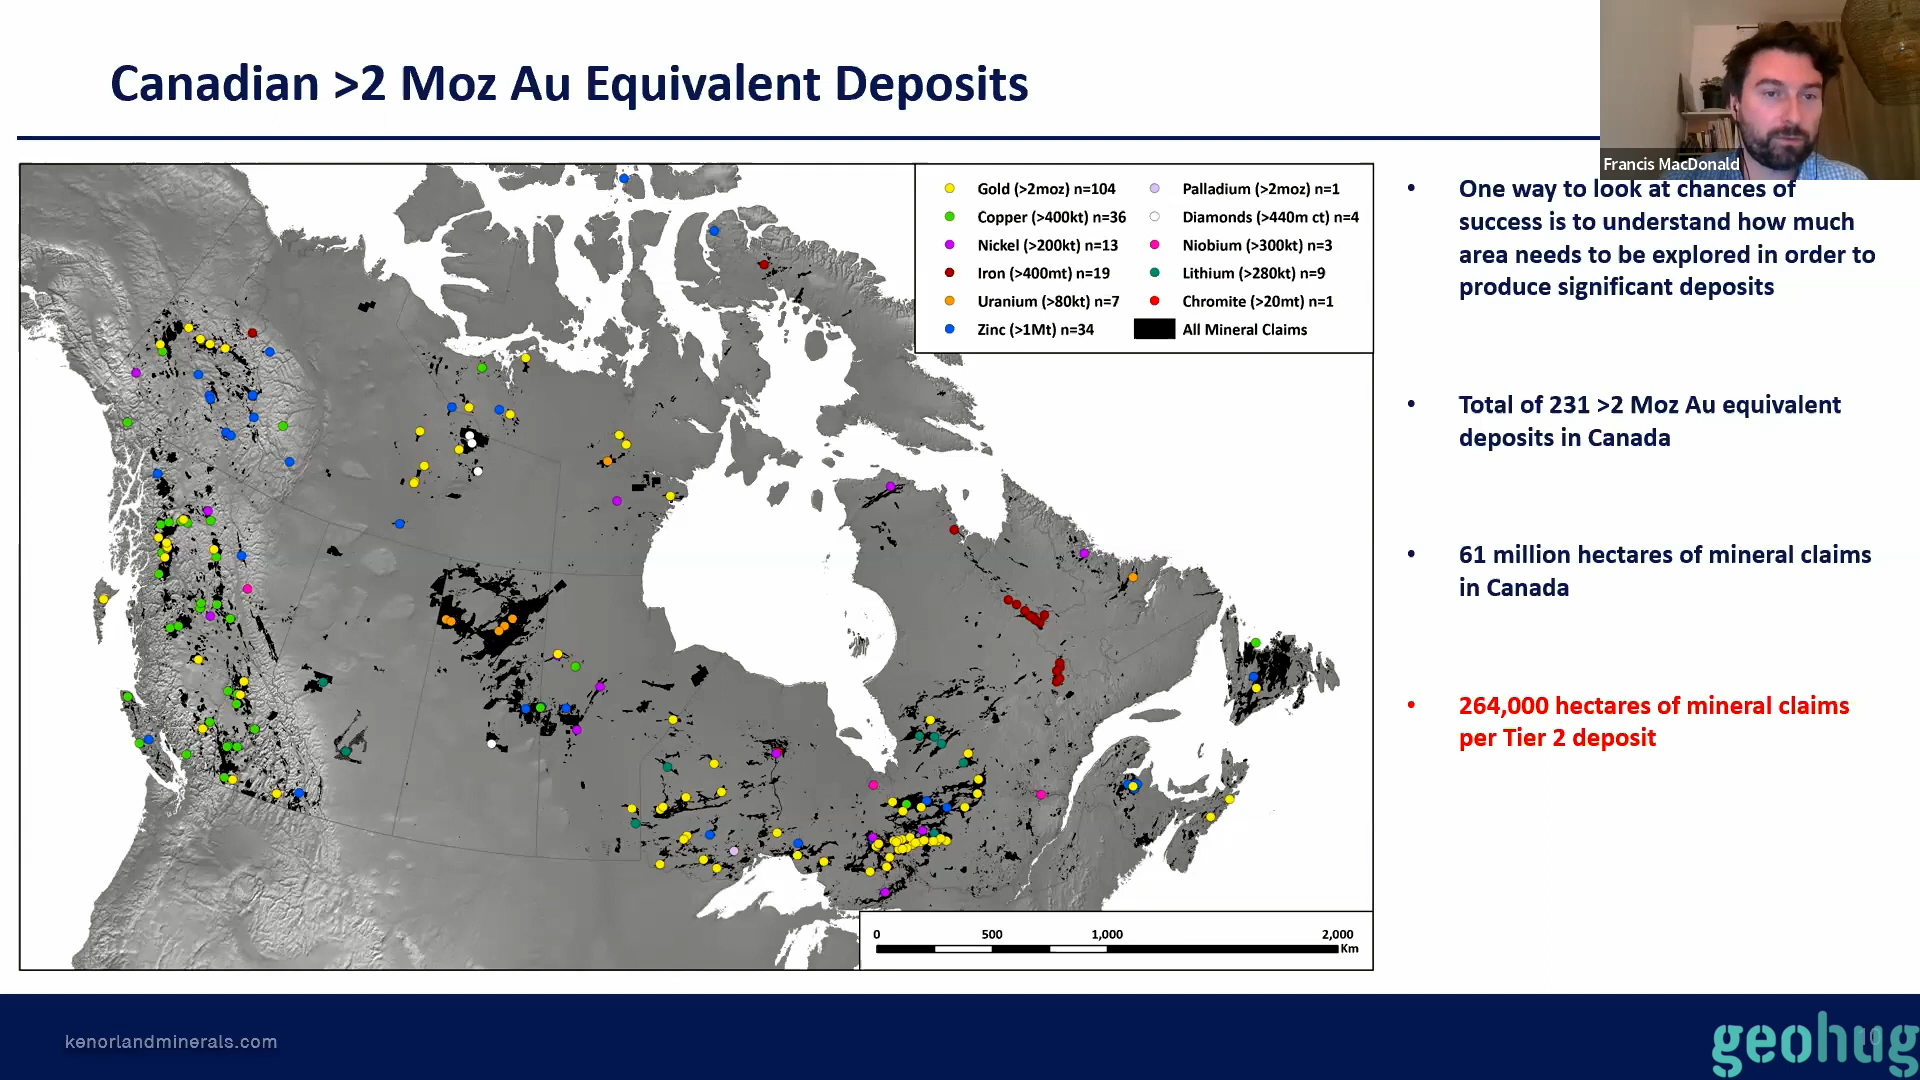 Canadian >2 Moz Au Equivalent Deposits
Francis MacDonald
Gold (>2moz) n=104
Copper (>400kt) n=36
Nickel (>200kt) n=13
Iron (>400mt) n=19
Uranium (>80kt) n=7
Zinc (>1Mt) n=34
Palladium (>2moz) n=1
Diamonds (>440m ct) n=4
Niobium (>300kt) n=3
Lithium (>280kt) n=9
Chromite (>20mt) n=1
All Mineral Claims
0 500 1,000 2,000
Km
• One way to look at chances of
success is to understand how much
area needs to be explored in order to
produce significant deposits
• Total of 231 >2 Moz Au equivalent
deposits in Canada
• 61 million hectares of mineral claims
in Canada
• 264,000 hectares of mineral claims
per Tier 2 deposit
kenorlandminerals.com
geohug
10